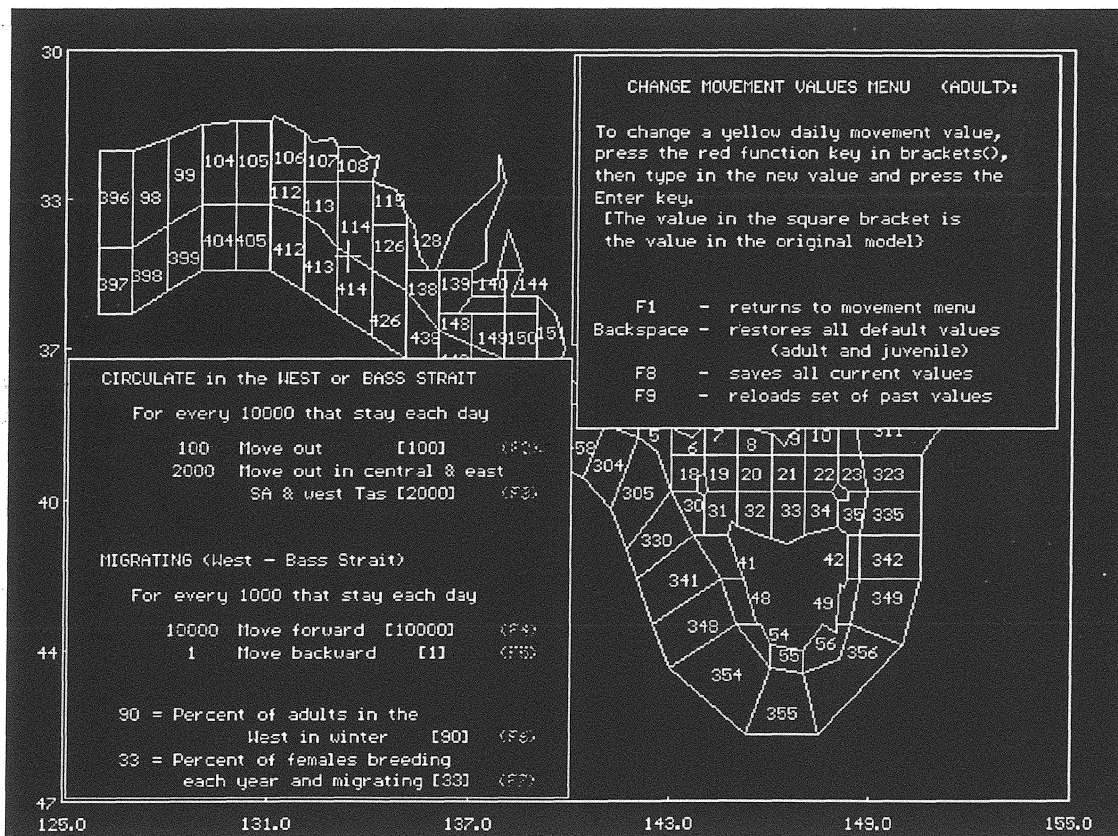 30
33
37
40
44
47
125.0 131.0 137.0 143.0 149.0 155.0
CHANGE MOVEMENT VALUES MENU (ADULT):
To change a yellow daily movement value,
press the red function key in brackets(),
then type in the new value and press the
Enter key.
[The value in the square bracket is
the value in the original model}
F1 - returns to movement menu
Backspace - restores all default values
(adult and juvenile)
F8 - saves all current values
F9 - reloads set of past values
396 98 99 104 105 106 107 108
112 113 114 115
126 128
397 398 399 404 405 412 413 414
138 139 140 144
426 438 148 149 150 151
CIRCULATE in the WEST or BASS STRAIT
For every 10000 that stay each day
100 Move out [100]
2000 Move out in central & east
SA & west Tas [2000] (F3)
MIGRATING (West - Bass Strait)
For every 1000 that stay each day
10000 Move forward [10000] (F4)
1 Move backward [1] (F5)
90 = Percent of adults in the
West in winter [90] (F6)
33 = Percent of females breeding
each year and migrating [33] (F7)
5 6 7 8 9 10 311
58 304 305 18 19 20 21 22 23 323
30 31 32 33 34 35 335
330 41 42 342
341 48 49 349
348 54 55 56 356
354 355